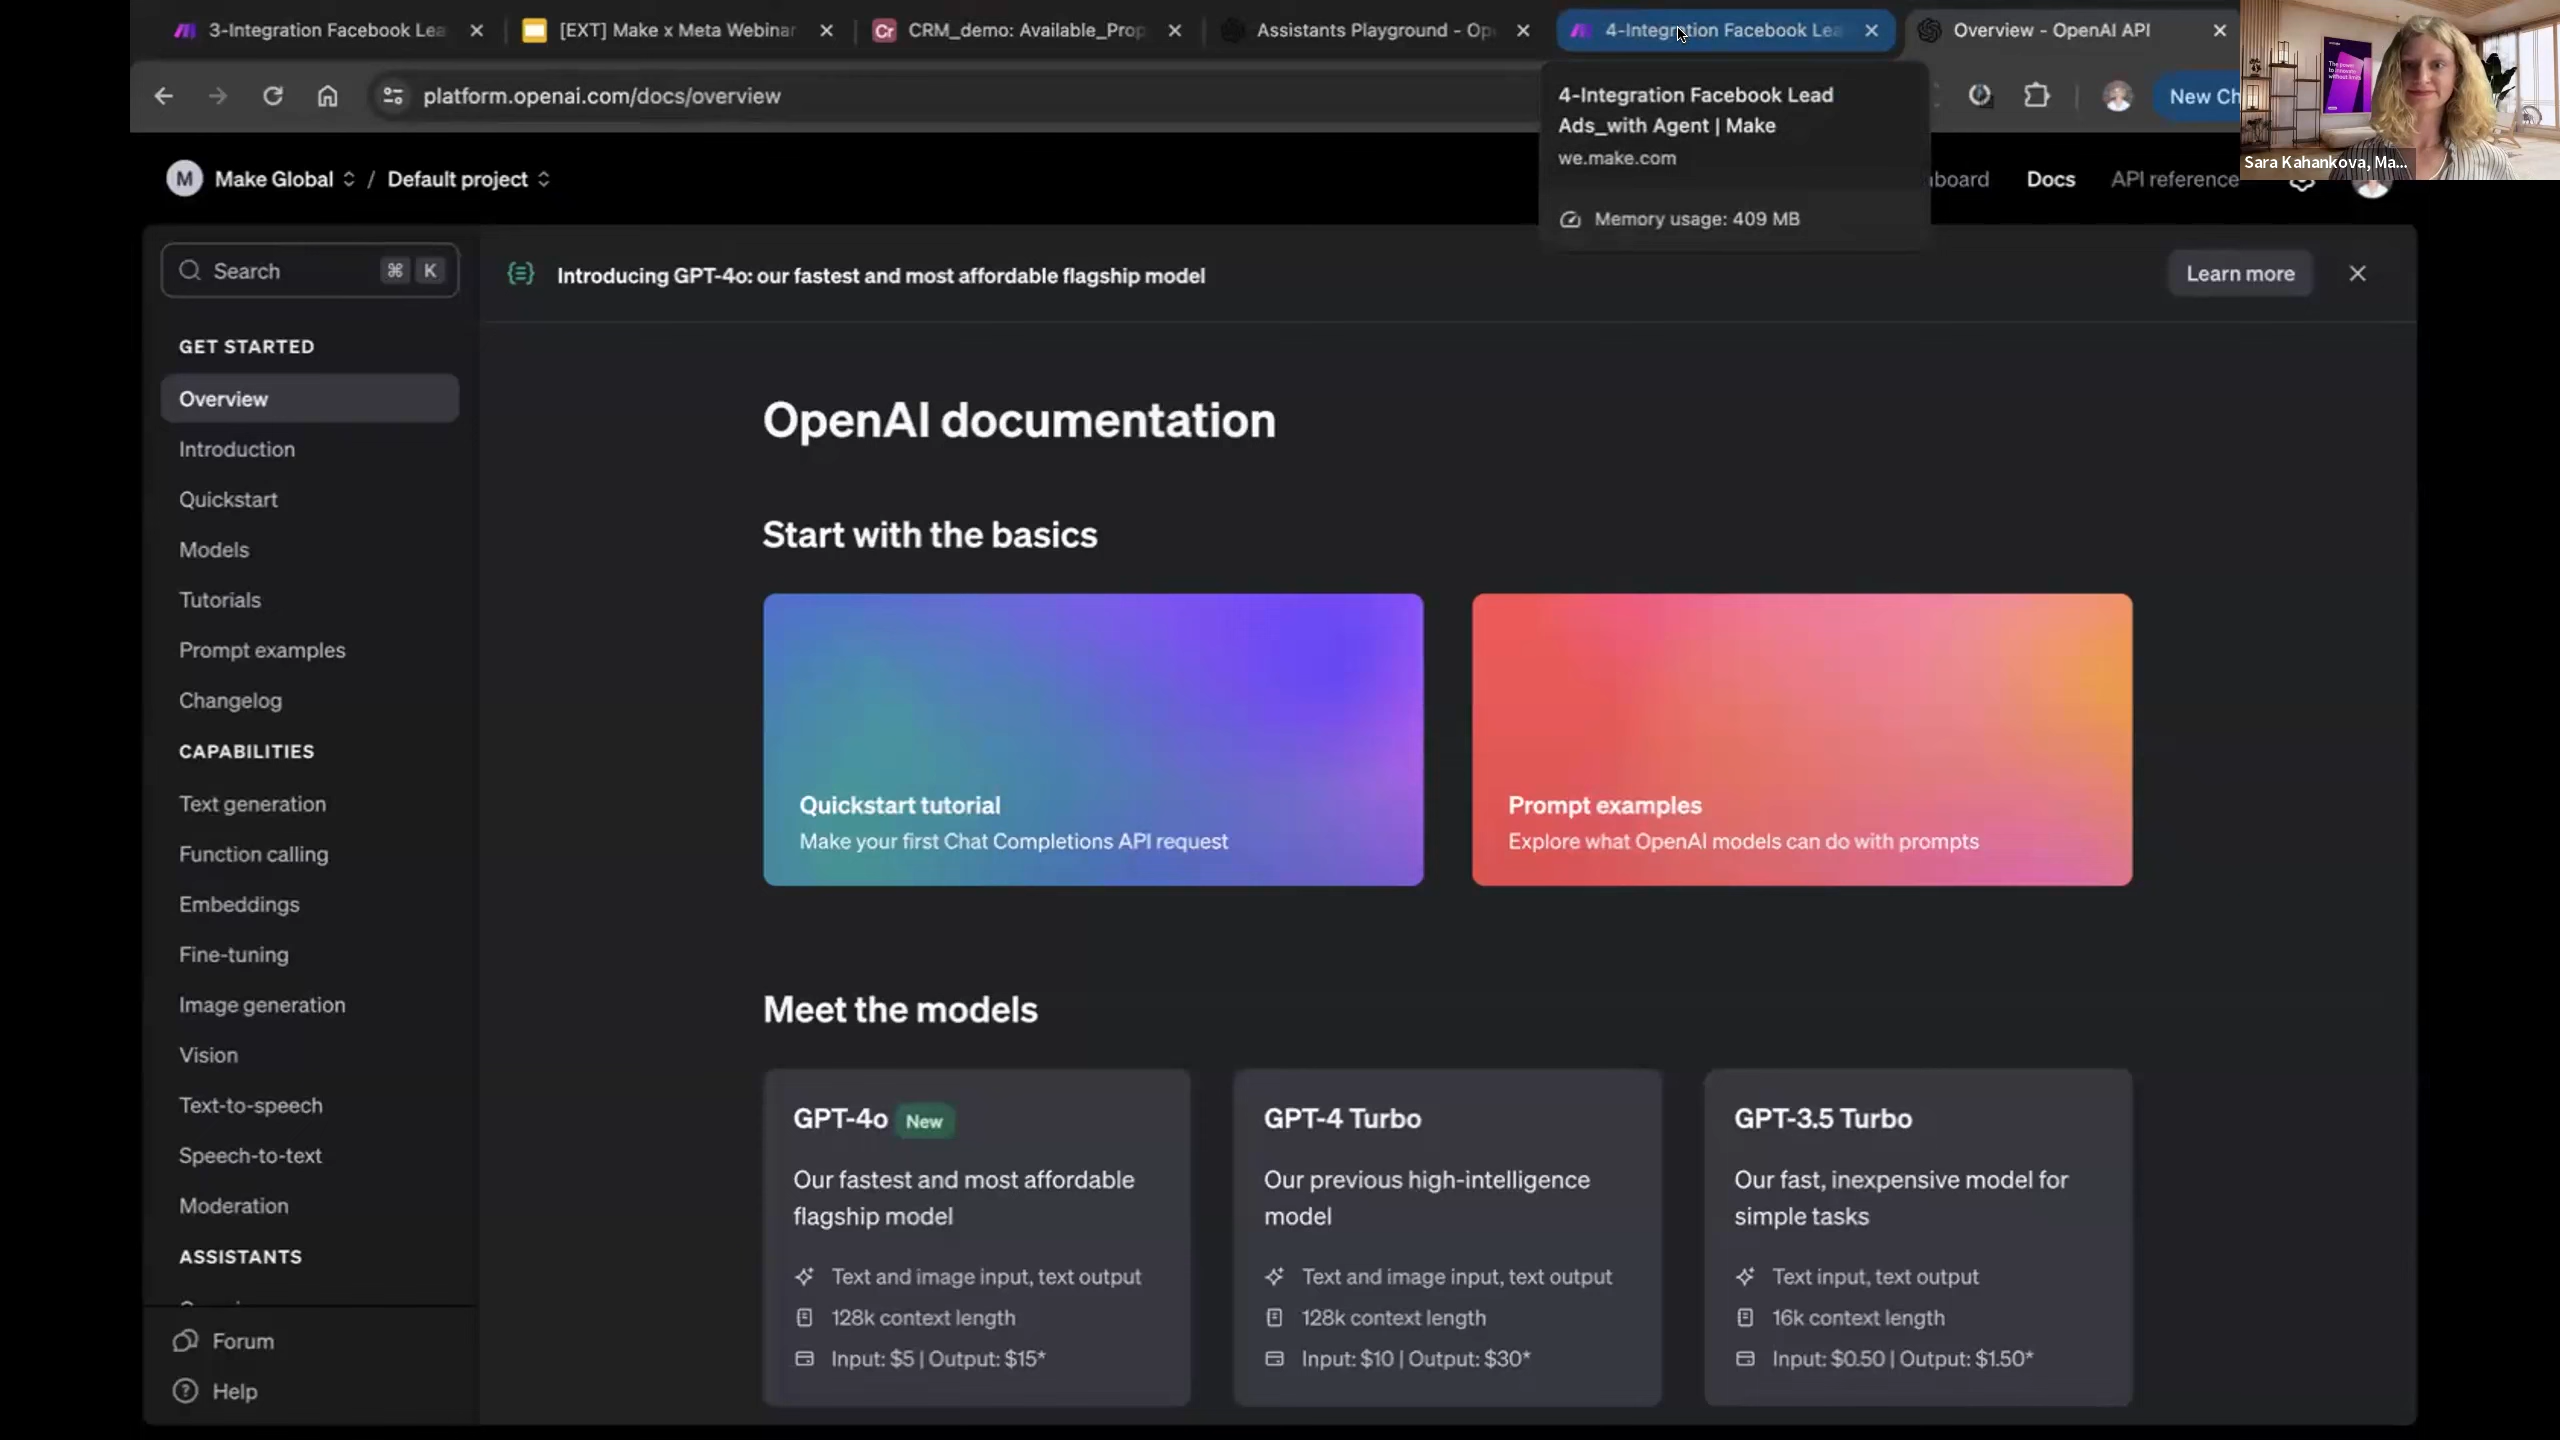 3-Integration Facebook Lea
[EXT] Make x Meta Webinar
CRM_demo: Available_Prop
Assistants Playground - Op
4-Integration Facebook Lea
Overview - OpenAI API
platform.openai.com/docs/overview
New Ch
4-Integration Facebook Lead
Ads_with Agent | Make
we.make.com
Memory usage: 409 MB
Sara Kahankova, Ma...
M Make Global / Default project
board
Docs
API reference
Search ⌘ K
Introducing GPT-4o: our fastest and most affordable flagship model
Learn more
GET STARTED
Overview
Introduction
Quickstart
Models
Tutorials
Prompt examples
Changelog
CAPABILITIES
Text generation
Function calling
Embeddings
Fine-tuning
Image generation
Vision
Text-to-speech
Speech-to-text
Moderation
ASSISTANTS
Forum
Help
OpenAI documentation
Start with the basics
Quickstart tutorial
Make your first Chat Completions API request
Prompt examples
Explore what OpenAI models can do with prompts
Meet the models
GPT-4o New
Our fastest and most affordable
flagship model
Text and image input, text output
128k context length
Input: $5 | Output: $15*
GPT-4 Turbo
Our previous high-intelligence
model
Text and image input, text output
128k context length
Input: $10 | Output: $30*
GPT-3.5 Turbo
Our fast, inexpensive model for
simple tasks
Text input, text output
16k context length
Input: $0.50 | Output: $1.50*